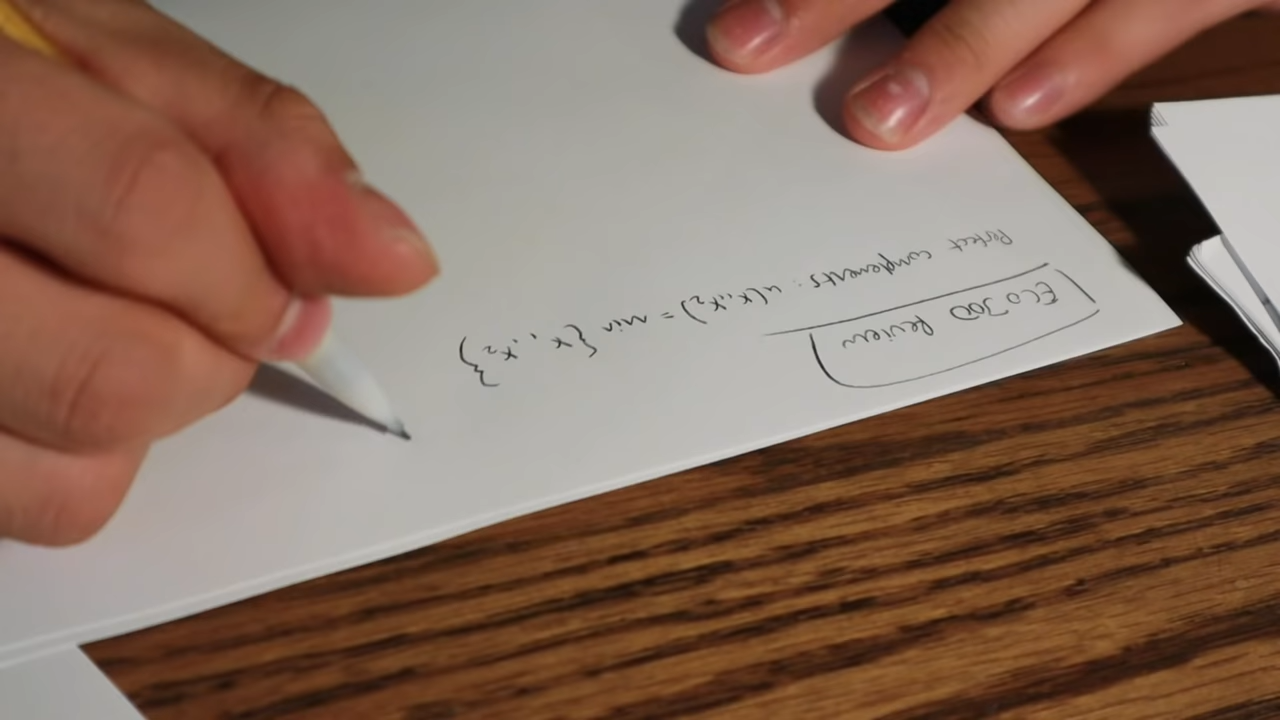 Eco 300 Review
Perfect complements: u(x₁,x₂) = min {x₁, x₂}